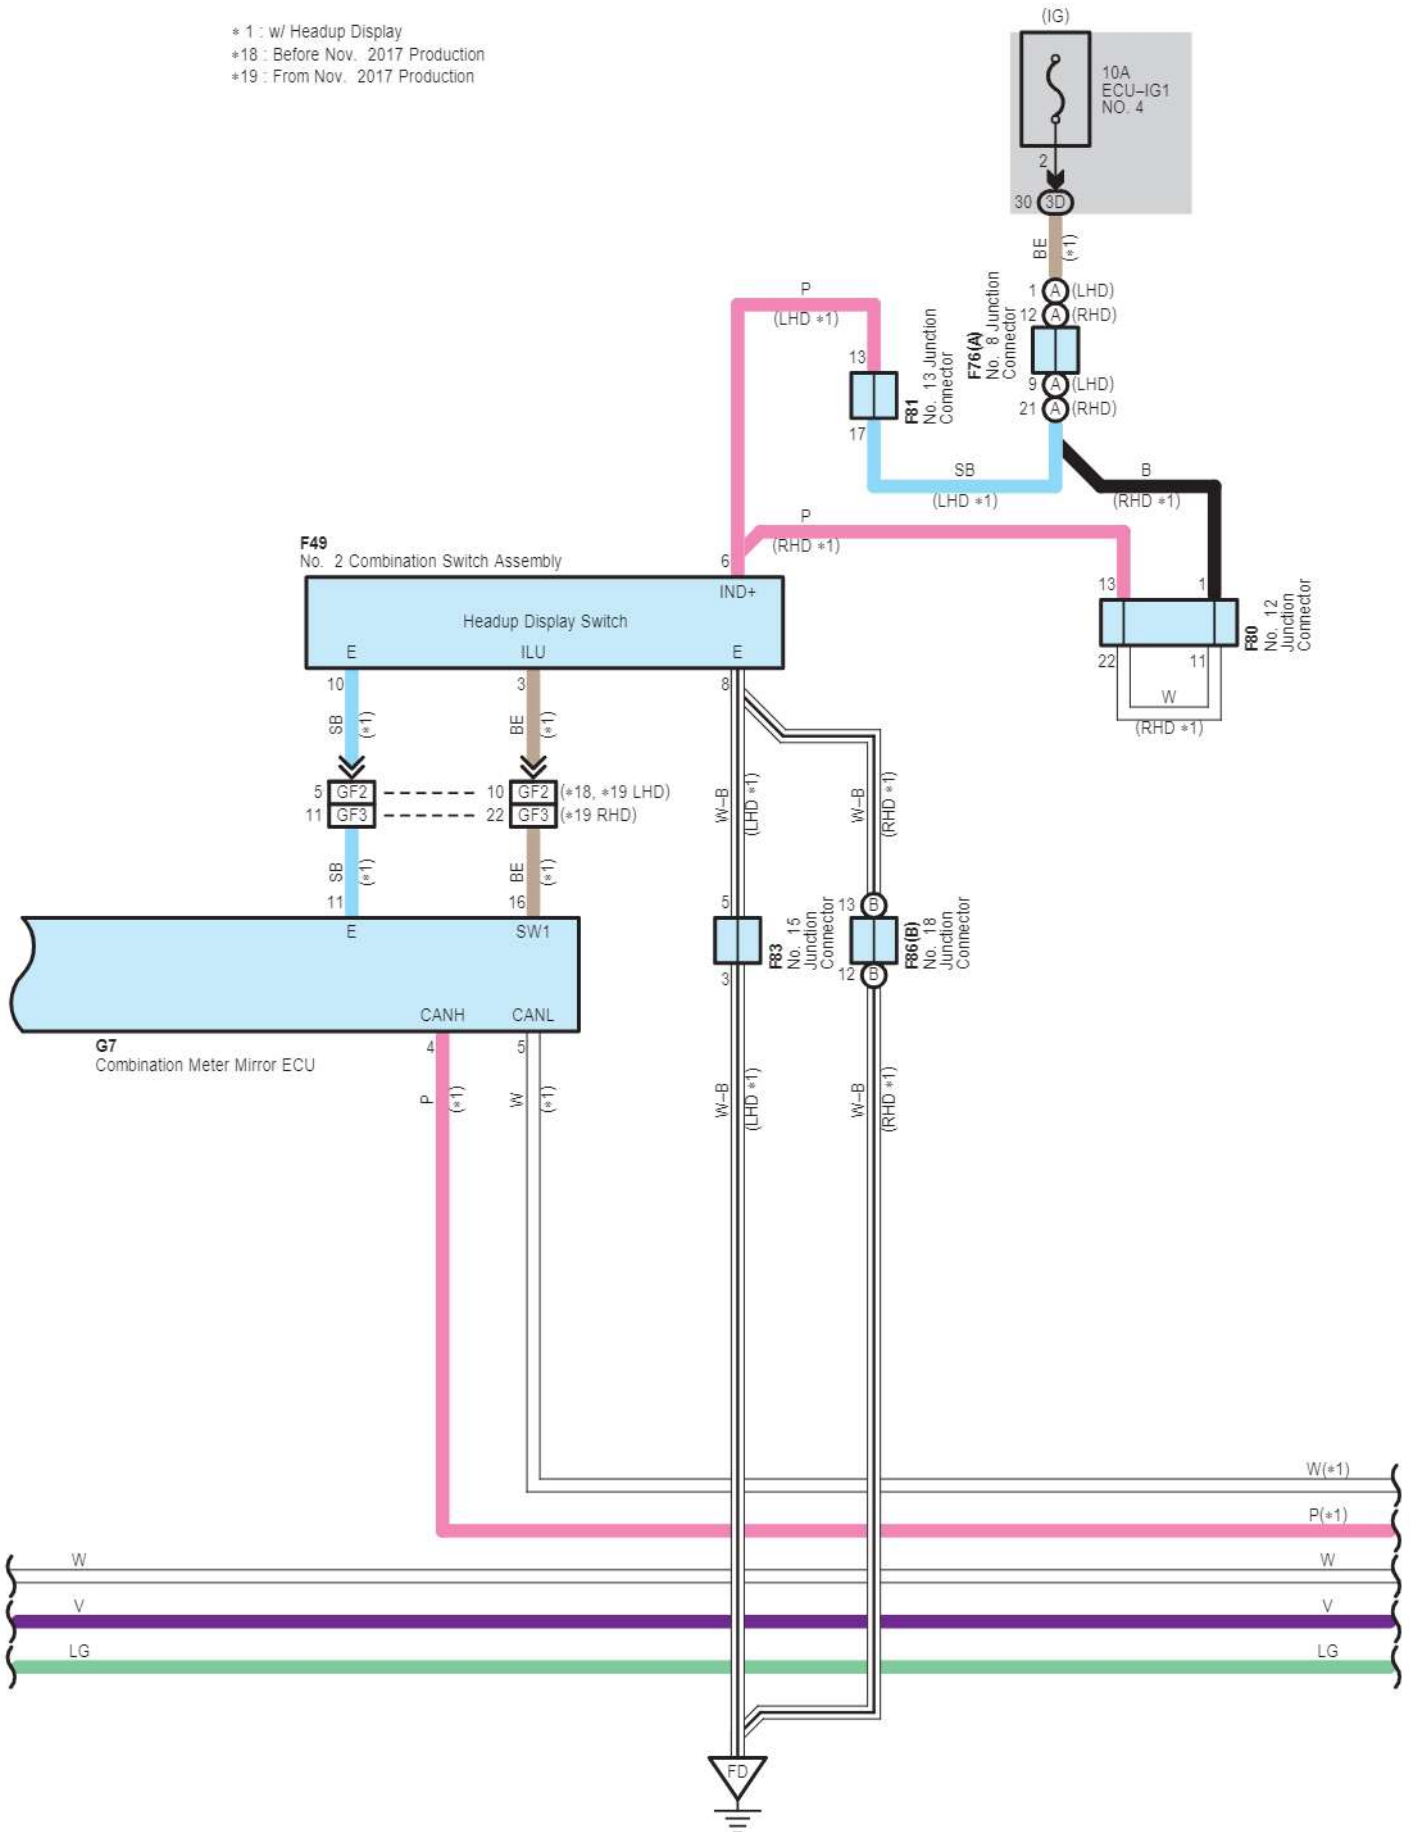 (IG)
* 1 : w/ Headup Display
*18 : Before Nov. 2017 Production
*19 : From Nov. 2017 Production
10A
ECU–IG1
NO. 4
2
30 3D
BE (*1)
1 A (LHD)
12 A (RHD)
F76(A)
No. 8 Junction
Connector
9 A (LHD)
21 A (RHD)
P
(LHD *1)
13
F81
No. 13 Junction
Connector
17
SB
(LHD *1)
B
(RHD *1)
P
(RHD *1)
F49
No. 2 Combination Switch Assembly
6
IND+
Headup Display Switch
E ILU E
10 3 8
13 1
F80
No. 12
Junction
Connector
22 11
W
(RHD *1)
SB (*1)
BE (*1)
5 GF2 10 GF2 (*18, *19 LHD)
11 GF3 22 GF3 (*19 RHD)
W–B (LHD *1)
W–B (RHD *1)
SB (*1)
BE (*1)
11 16
E SW1
5
F83
No. 15
Junction
Connector
3
13 B
F86(B)
No. 18
Junction
Connector
12 B
CANH CANL
G7
Combination Meter Mirror ECU
4 5
P (*1)
W (*1)
W–B (LHD *1)
W–B (RHD *1)
W(*1)
P(*1)
W W
V V
LG LG
FD